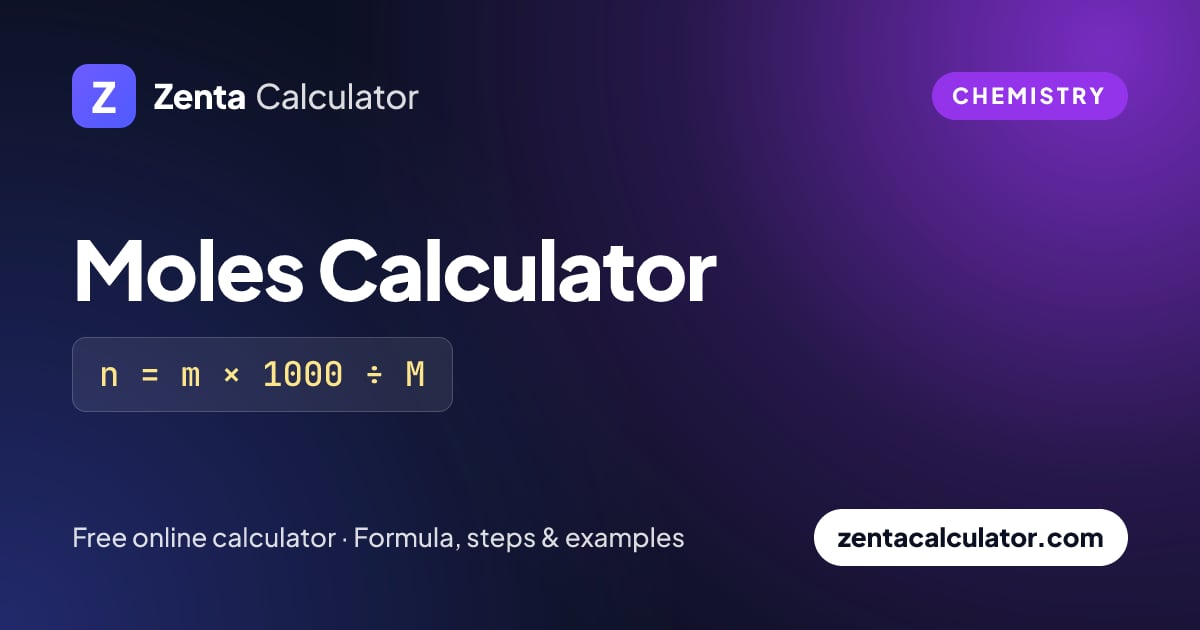 Z Zenta Calculator
CHEMISTRY
Moles Calculator
n = m × 1000 ÷ M
Free online calculator · Formula, steps & examples
zentacalculator.com